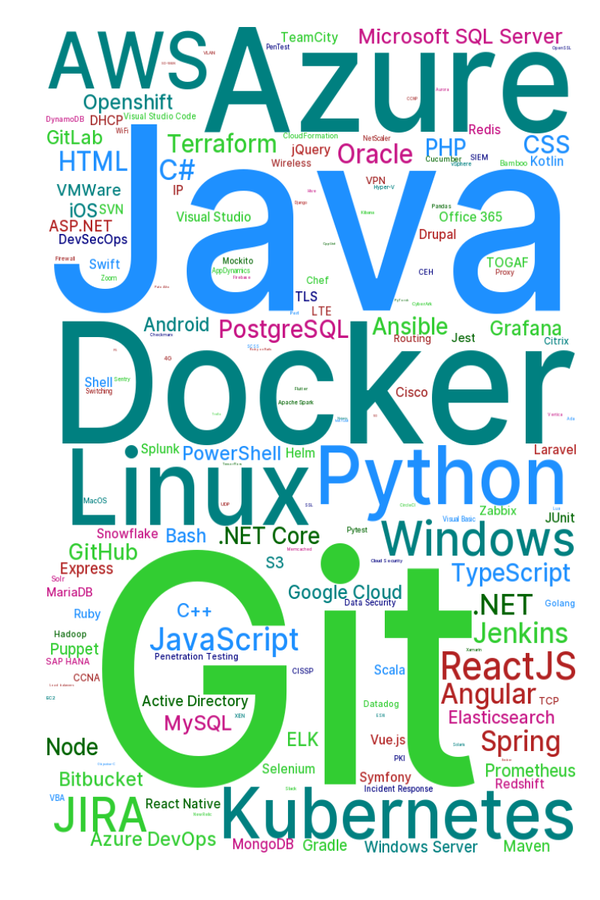 TeamCity
Microsoft SQL Server
AWS
Azure
PenTest
Openshift
DynamoDB
DHCP
Visual Studio Code
WiFi
Redis
GitLab
Terraform
CloudFormation
NetScaler
jQuery
Oracle
PHP
CSS
HTML
C#
Wireless
Cucumber
SIEM
vSphere
Bamboo
Kotlin
Java
VMWare
IP
VPN
Hyper-V
iOS
SVN
Visual Studio
Pandas
Office 365
ASP.NET
Drupal
DevSecOps
Firewall
Swift
Mockito
AppDynamics
TOGAF
Proxy
CEH
Zoom
Chef
TLS
LTE
Android
PostgreSQL
Ansible
Grafana
Routing
Jest
Citrix
Docker
Shell
Sentry
Switching
Cisco
Apache Spark
Splunk
PowerShell
Helm
Laravel
Linux
Python
MacOS
Zabbix
Visual Basic
JUnit
Snowflake
Bash
.NET Core
Pytest
Windows
GitHub
Memcached
Express
S3
Cloud Security
TypeScript
Solr
MariaDB
Google Cloud
Data Security
.NET
Golang
Ruby
C++
Git
Hadoop
JavaScript
Jenkins
Puppet
Penetration Testing
SAP HANA
CISSP
Scala
ReactJS
CCNA
Angular
TCP
Active Directory
Datadog
MySQL
Elasticsearch
Node
ELK
Vue.js
Spring
PKI
Selenium
Prometheus
Bitbucket
Symfony
Redshift
Incident Response
VBA
JIRA
React Native
Kubernetes
Azure DevOps
MongoDB
Gradle
Windows Server
Maven